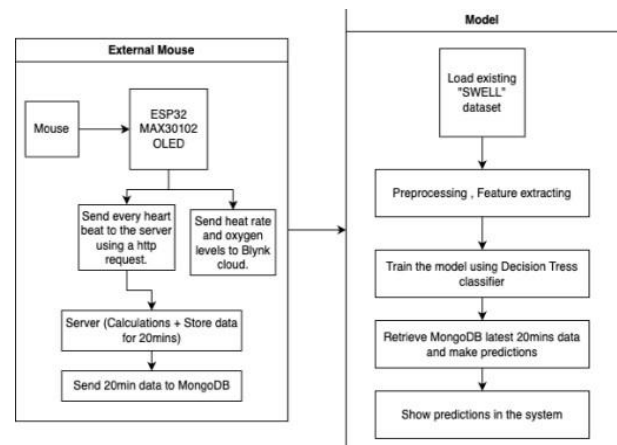 External Mouse
Mouse
ESP32
MAX30102
OLED
Send every heart
beat to the server
using a http
request.
Send heat rate
and oxygen
levels to Blynk
cloud.
Server (Calculations + Store data
for 20mins)
Send 20min data to MongoDB
Model
Load existing
"SWELL"
dataset
Preprocessing , Feature extracting
Train the model using Decision Tress
classifier
Retrieve MongoDB latest 20mins data
and make predictions
Show predictions in the system